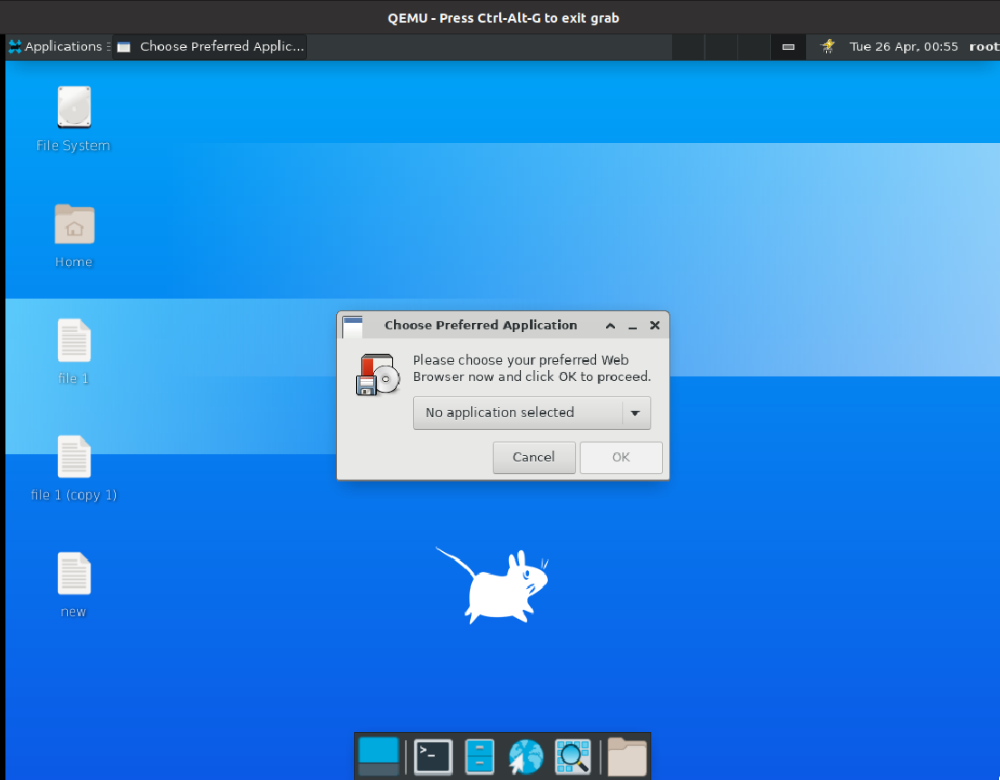 QEMU - Press Ctrl-Alt-G to exit grab
Applications Choose Preferred Applic... Tue 26 Apr, 00:55 root
File System
Home
file 1
file 1 (copy 1)
new
Choose Preferred Application
Please choose your preferred Web
Browser now and click OK to proceed.
No application selected
Cancel OK
>_